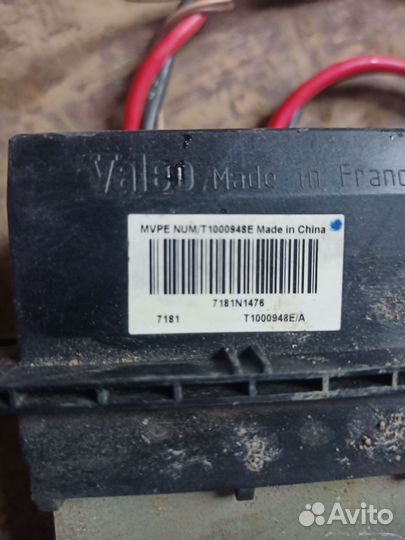 Valeo Made in Franc
MVPE NUM/T1000948E Made in China
7181N1476
7181 T1000948E/A
Avito